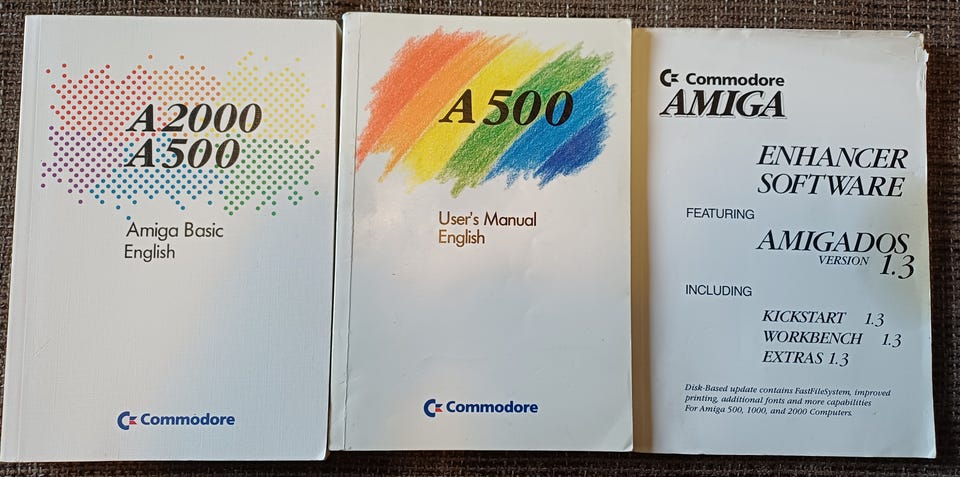 A2000
A500
Amiga Basic
English
Commodore
A500
User's Manual
English
Commodore
Commodore
AMIGA
ENHANCER
SOFTWARE
FEATURING
AMIGADOS
VERSION 1.3
INCLUDING
KICKSTART 1.3
WORKBENCH 1.3
EXTRAS 1.3
Disk-Based update contains FastFileSystem, improved
printing, additional fonts and more capabilities
For Amiga 500, 1000, and 2000 Computers.